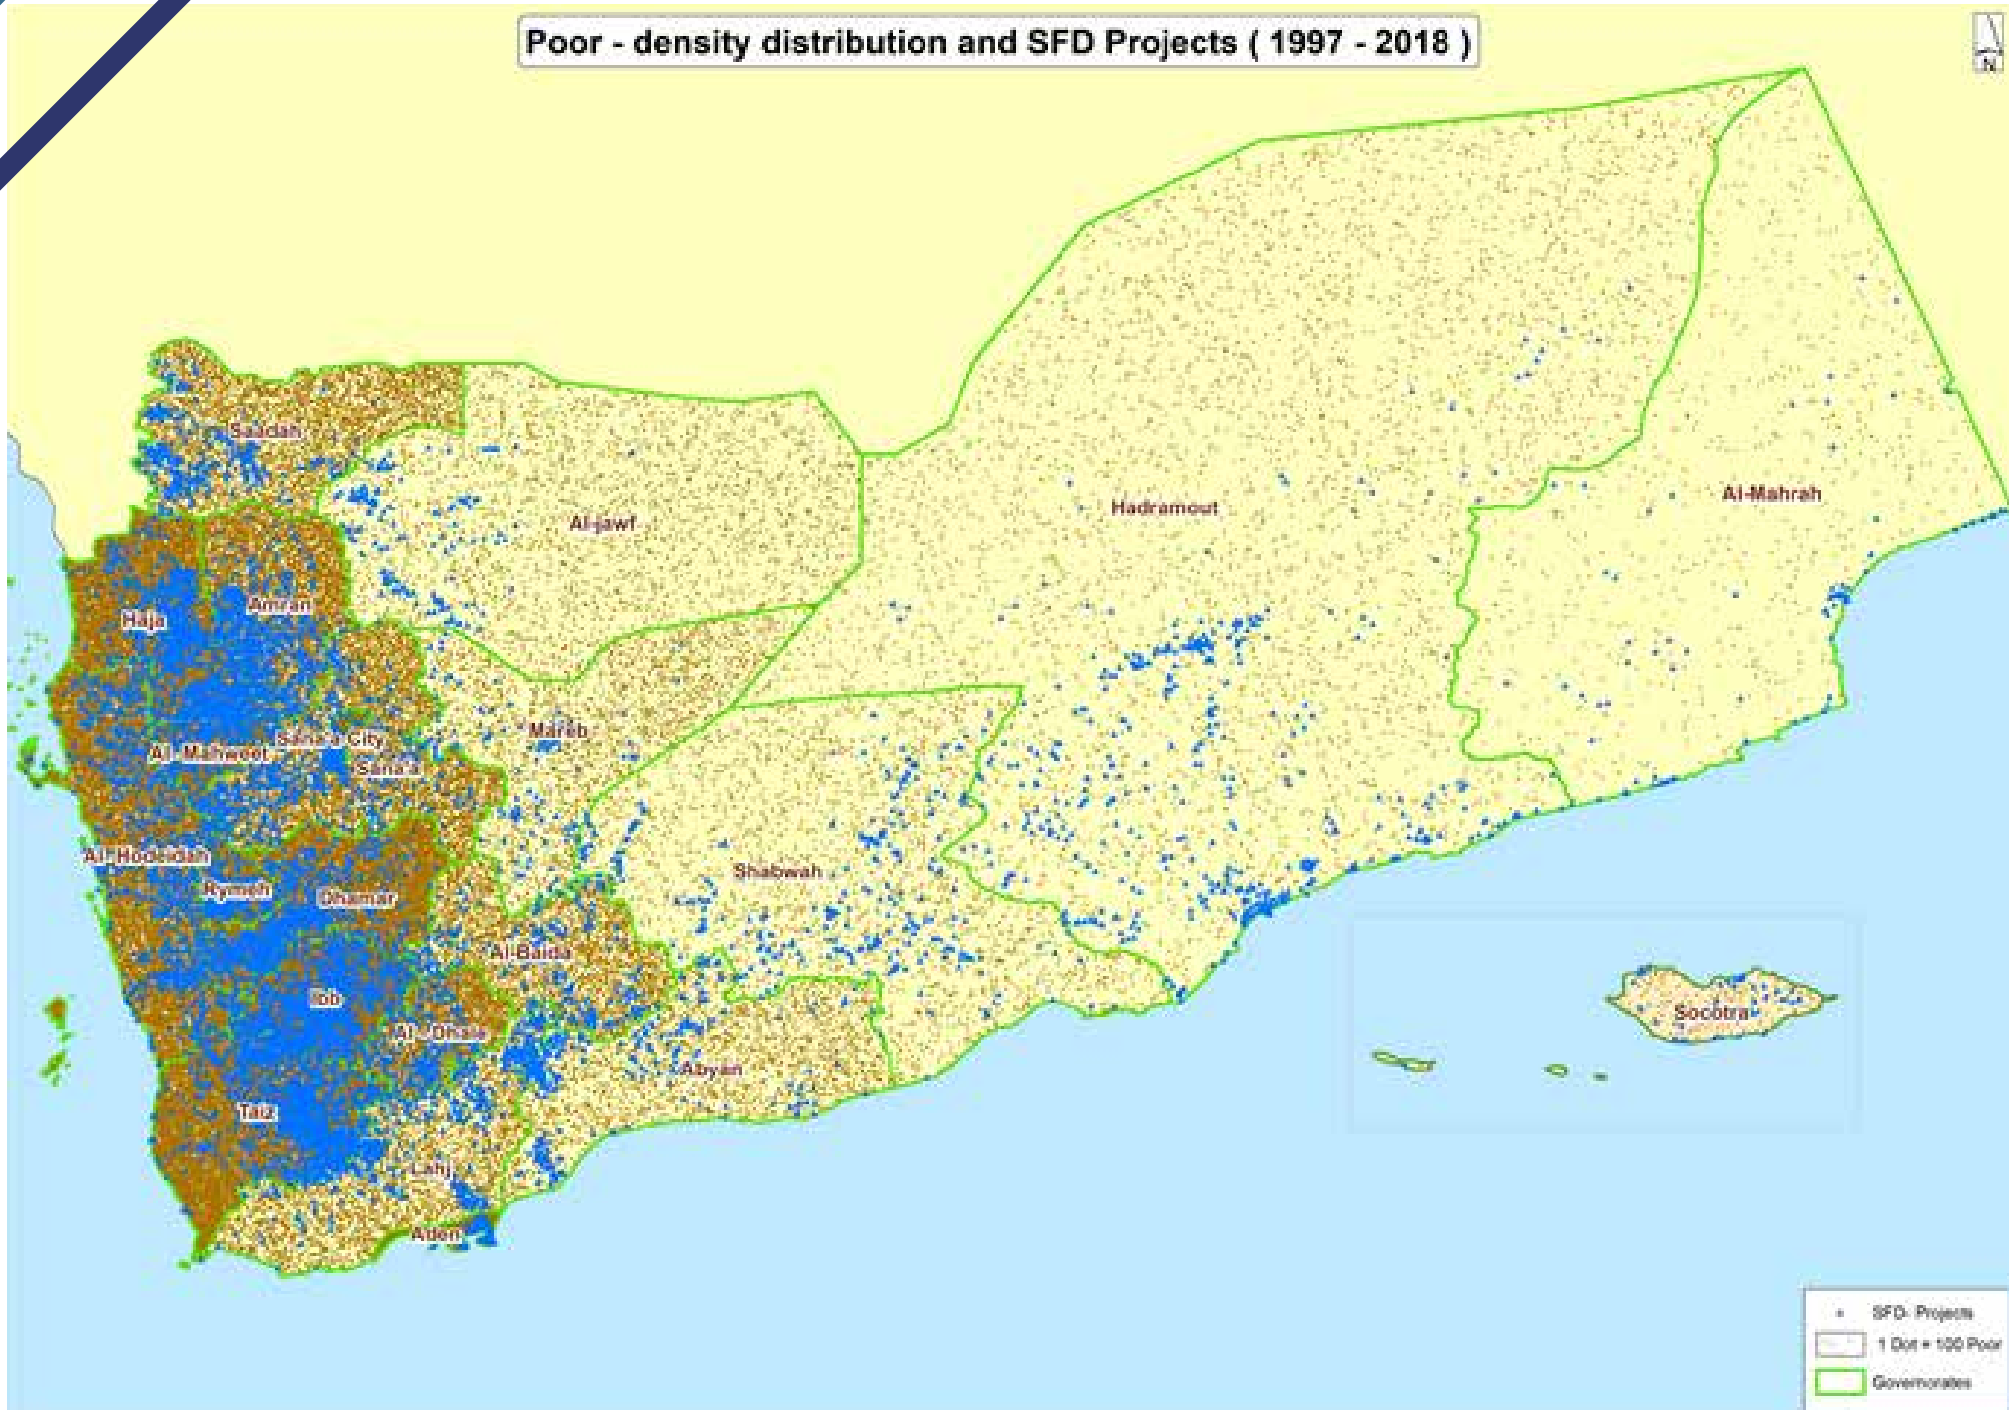 Poor - density distribution and SFD Projects ( 1997 - 2018 )
N
Saadah
Al-jawf
Hadramout
Al-Mahrah
Haja
Amran
Mareb
Sana'a City
Al-Mahweet
Sana'a
Al-Hodeidah
Rymeh
Dhamar
Shabwah
Al-Baida
Ibb
Al-Dhale
Socotra
Abyan
Taiz
Lahj
Aden
SFD- Projects
1 Dot = 100 Poor
Governorates